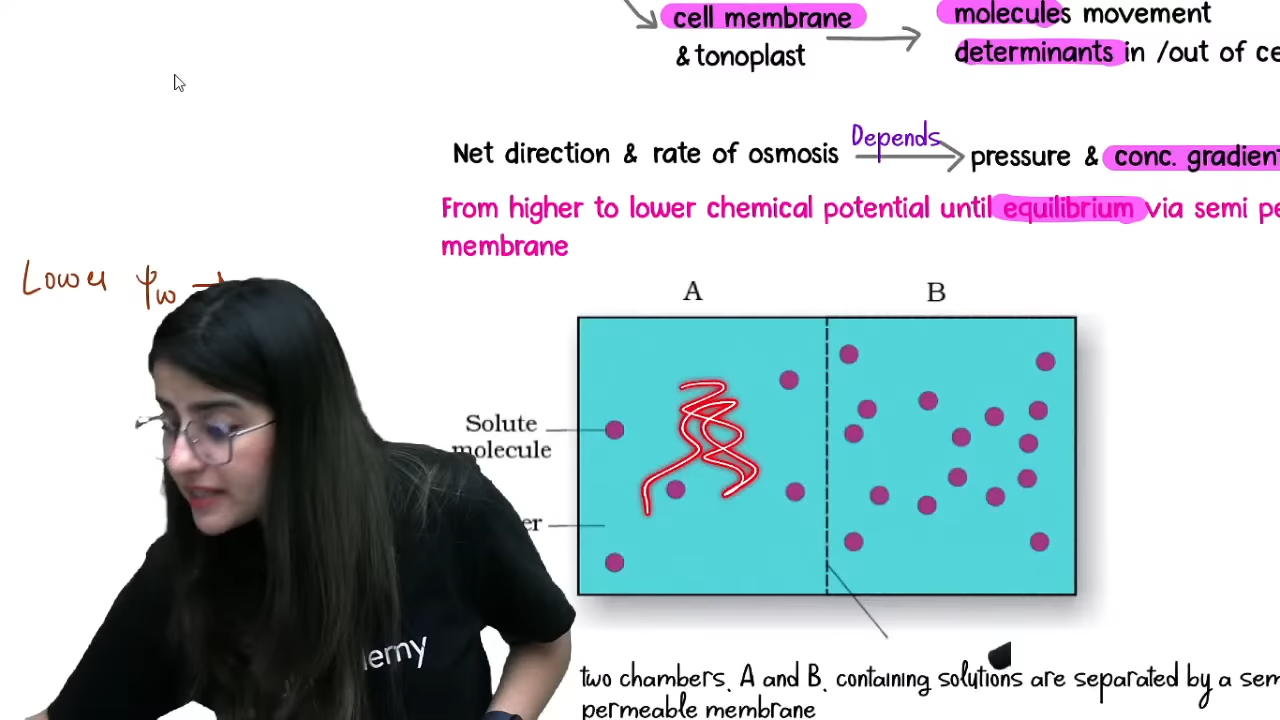 cell membrane
& tonoplast
molecules movement
determinants in /out of ce
Net direction & rate of osmosis
Depends
pressure & conc. gradient
From higher to lower chemical potential until equilibrium via semi pe
membrane
Lower ψw
A
B
Solute
molecule
er
emy
two chambers, A and B, containing solutions are separated by a sem
permeable membrane